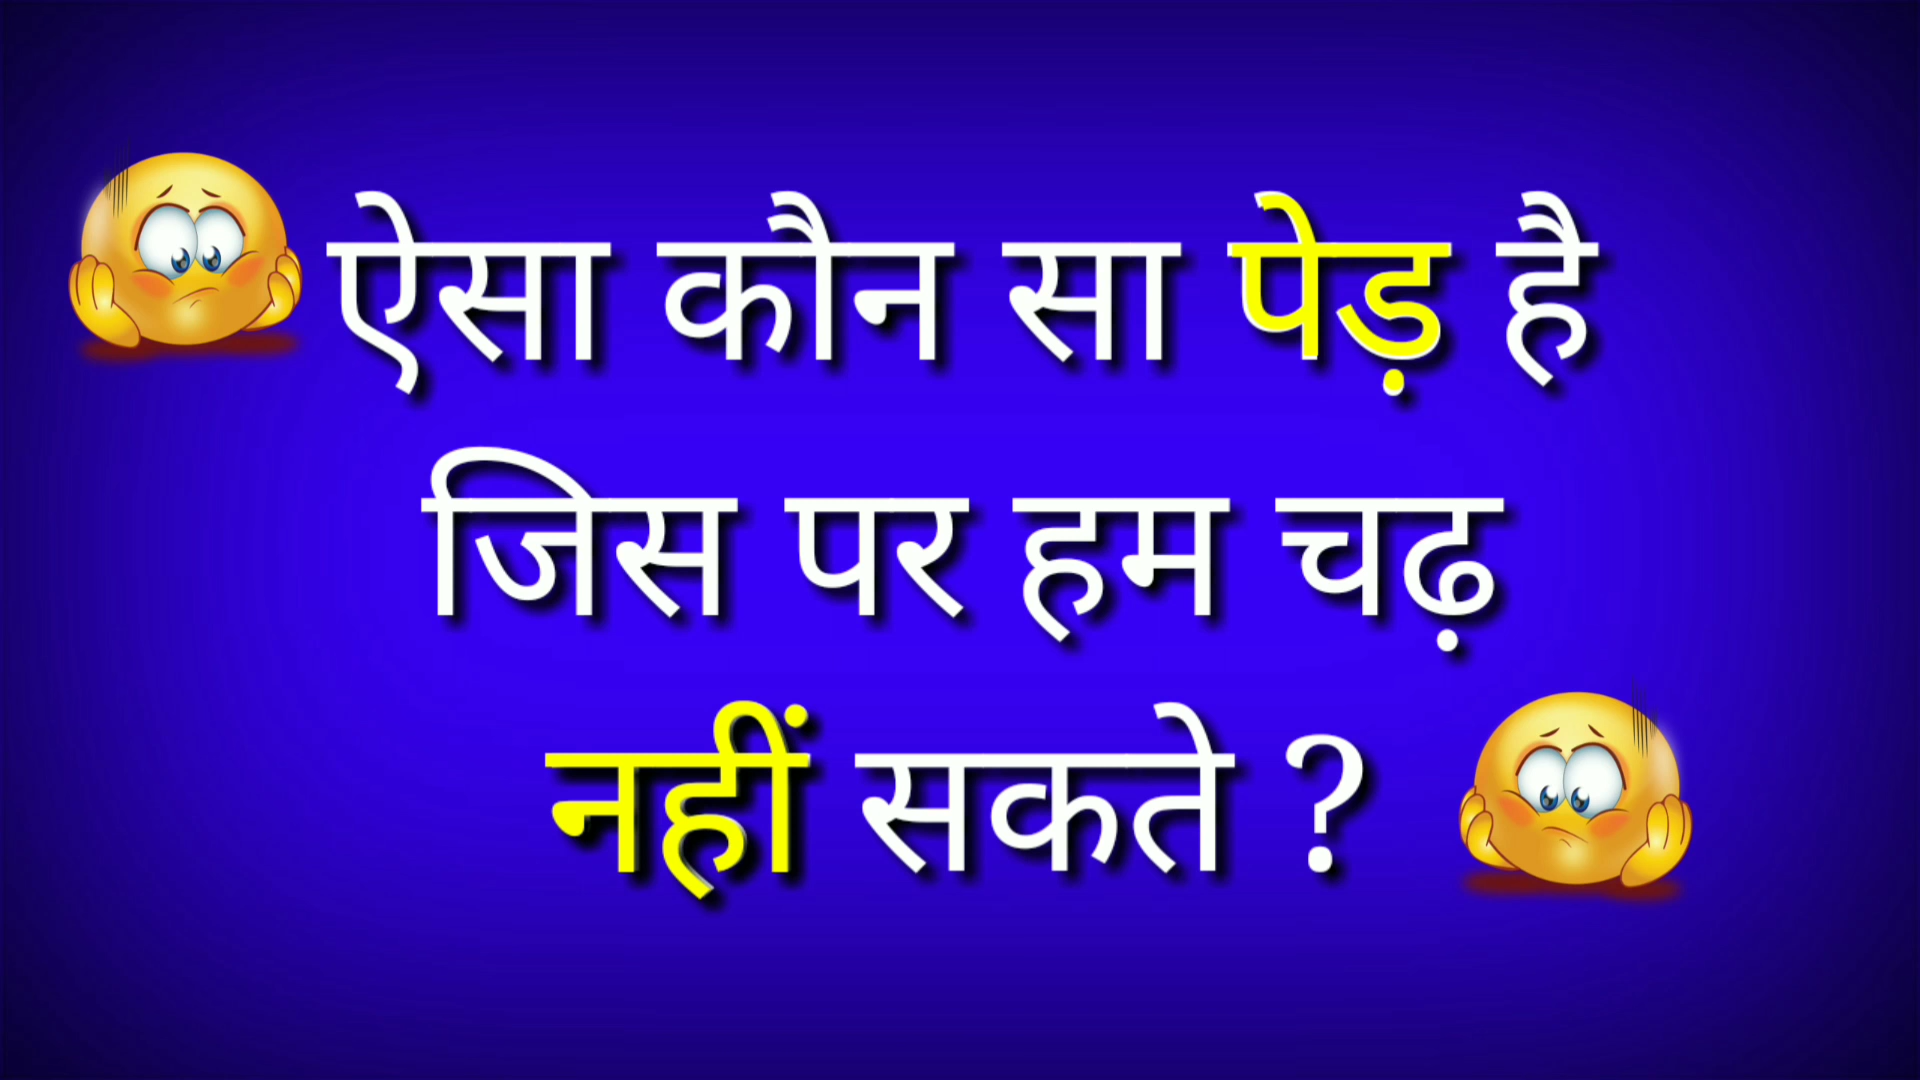 ऐसा कौन सा पेड़ है
जिस पर हम चढ़
नहीं सकते ?